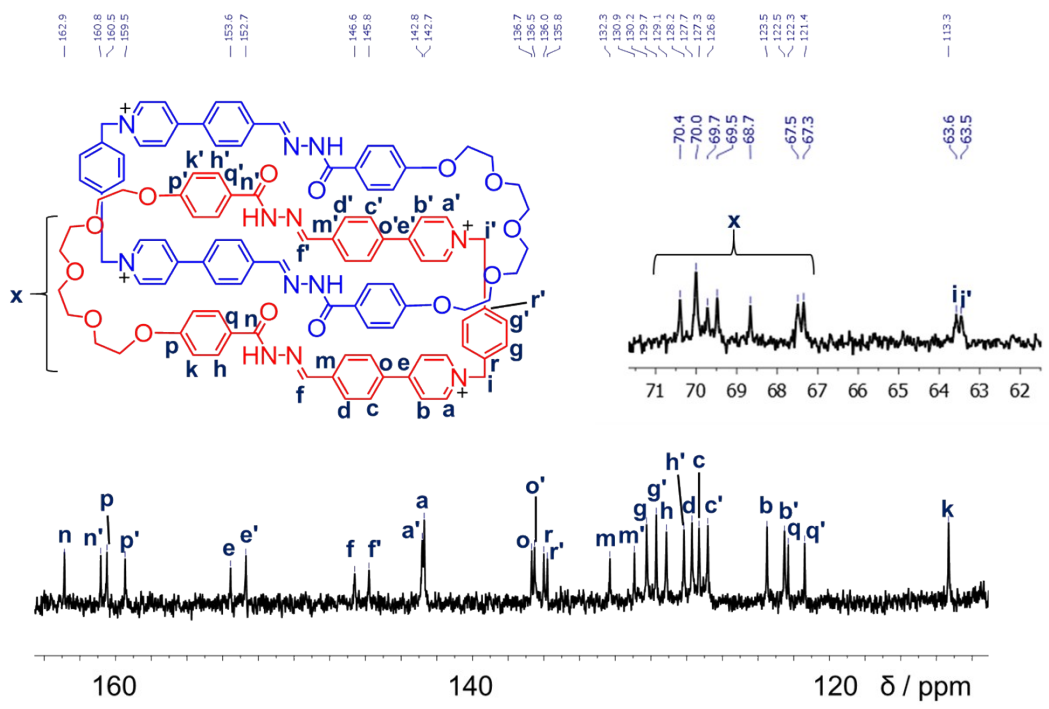 162.9 160.8 160.5 159.5 153.6 152.7 146.6 145.8 142.8 142.7 136.7 136.5 136.0 135.8 132.3 130.9 130.2 129.7 129.1 128.2 127.7 127.3 126.8 123.5 122.5 122.3 121.4 113.3
70.4 70.0 69.7 69.5 68.7 67.5 67.3 63.6 63.5
+
N N NH
O O
k' h'
p' q' n' O
O d' c' b' a'
O HN N m' o' e' +
N i'
f'
O O
+
N N NH
x O O
r'
q n O g'
O p g
k h HN N m o e r
N
+ i
f d c b a
x
i i'
71 70 69 68 67 66 65 64 63 62
n n' p p' e e' f f' a' a o o' r r' m m' g g' h h' d c c' b b' q q' k
160 140 120 δ / ppm